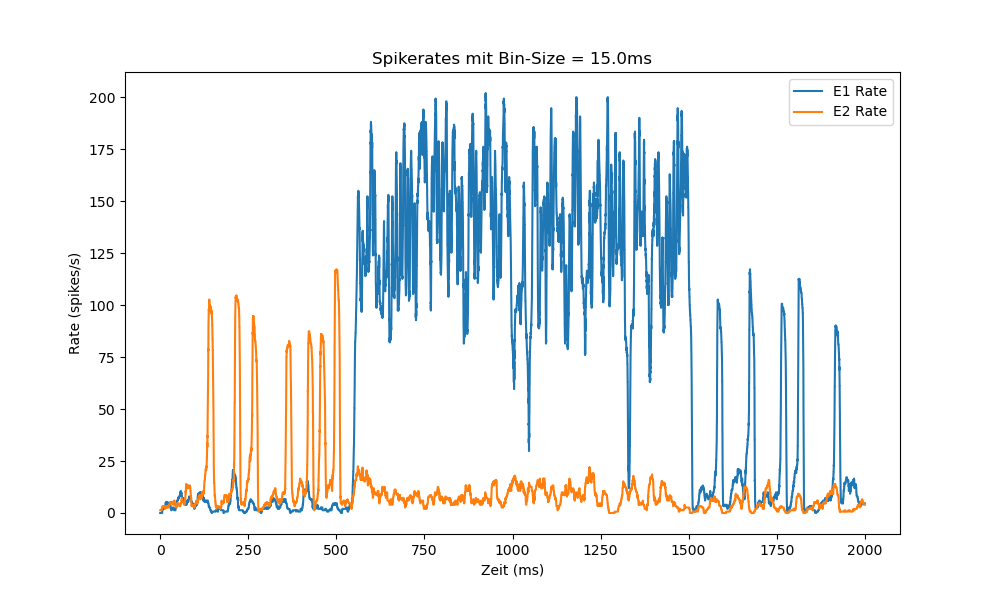 Spikerates mit Bin-Size = 15.0ms
E1 Rate
E2 Rate
200
175
150
125
100
75
50
25
0
Rate (spikes/s)
0 250 500 750 1000 1250 1500 1750 2000
Zeit (ms)